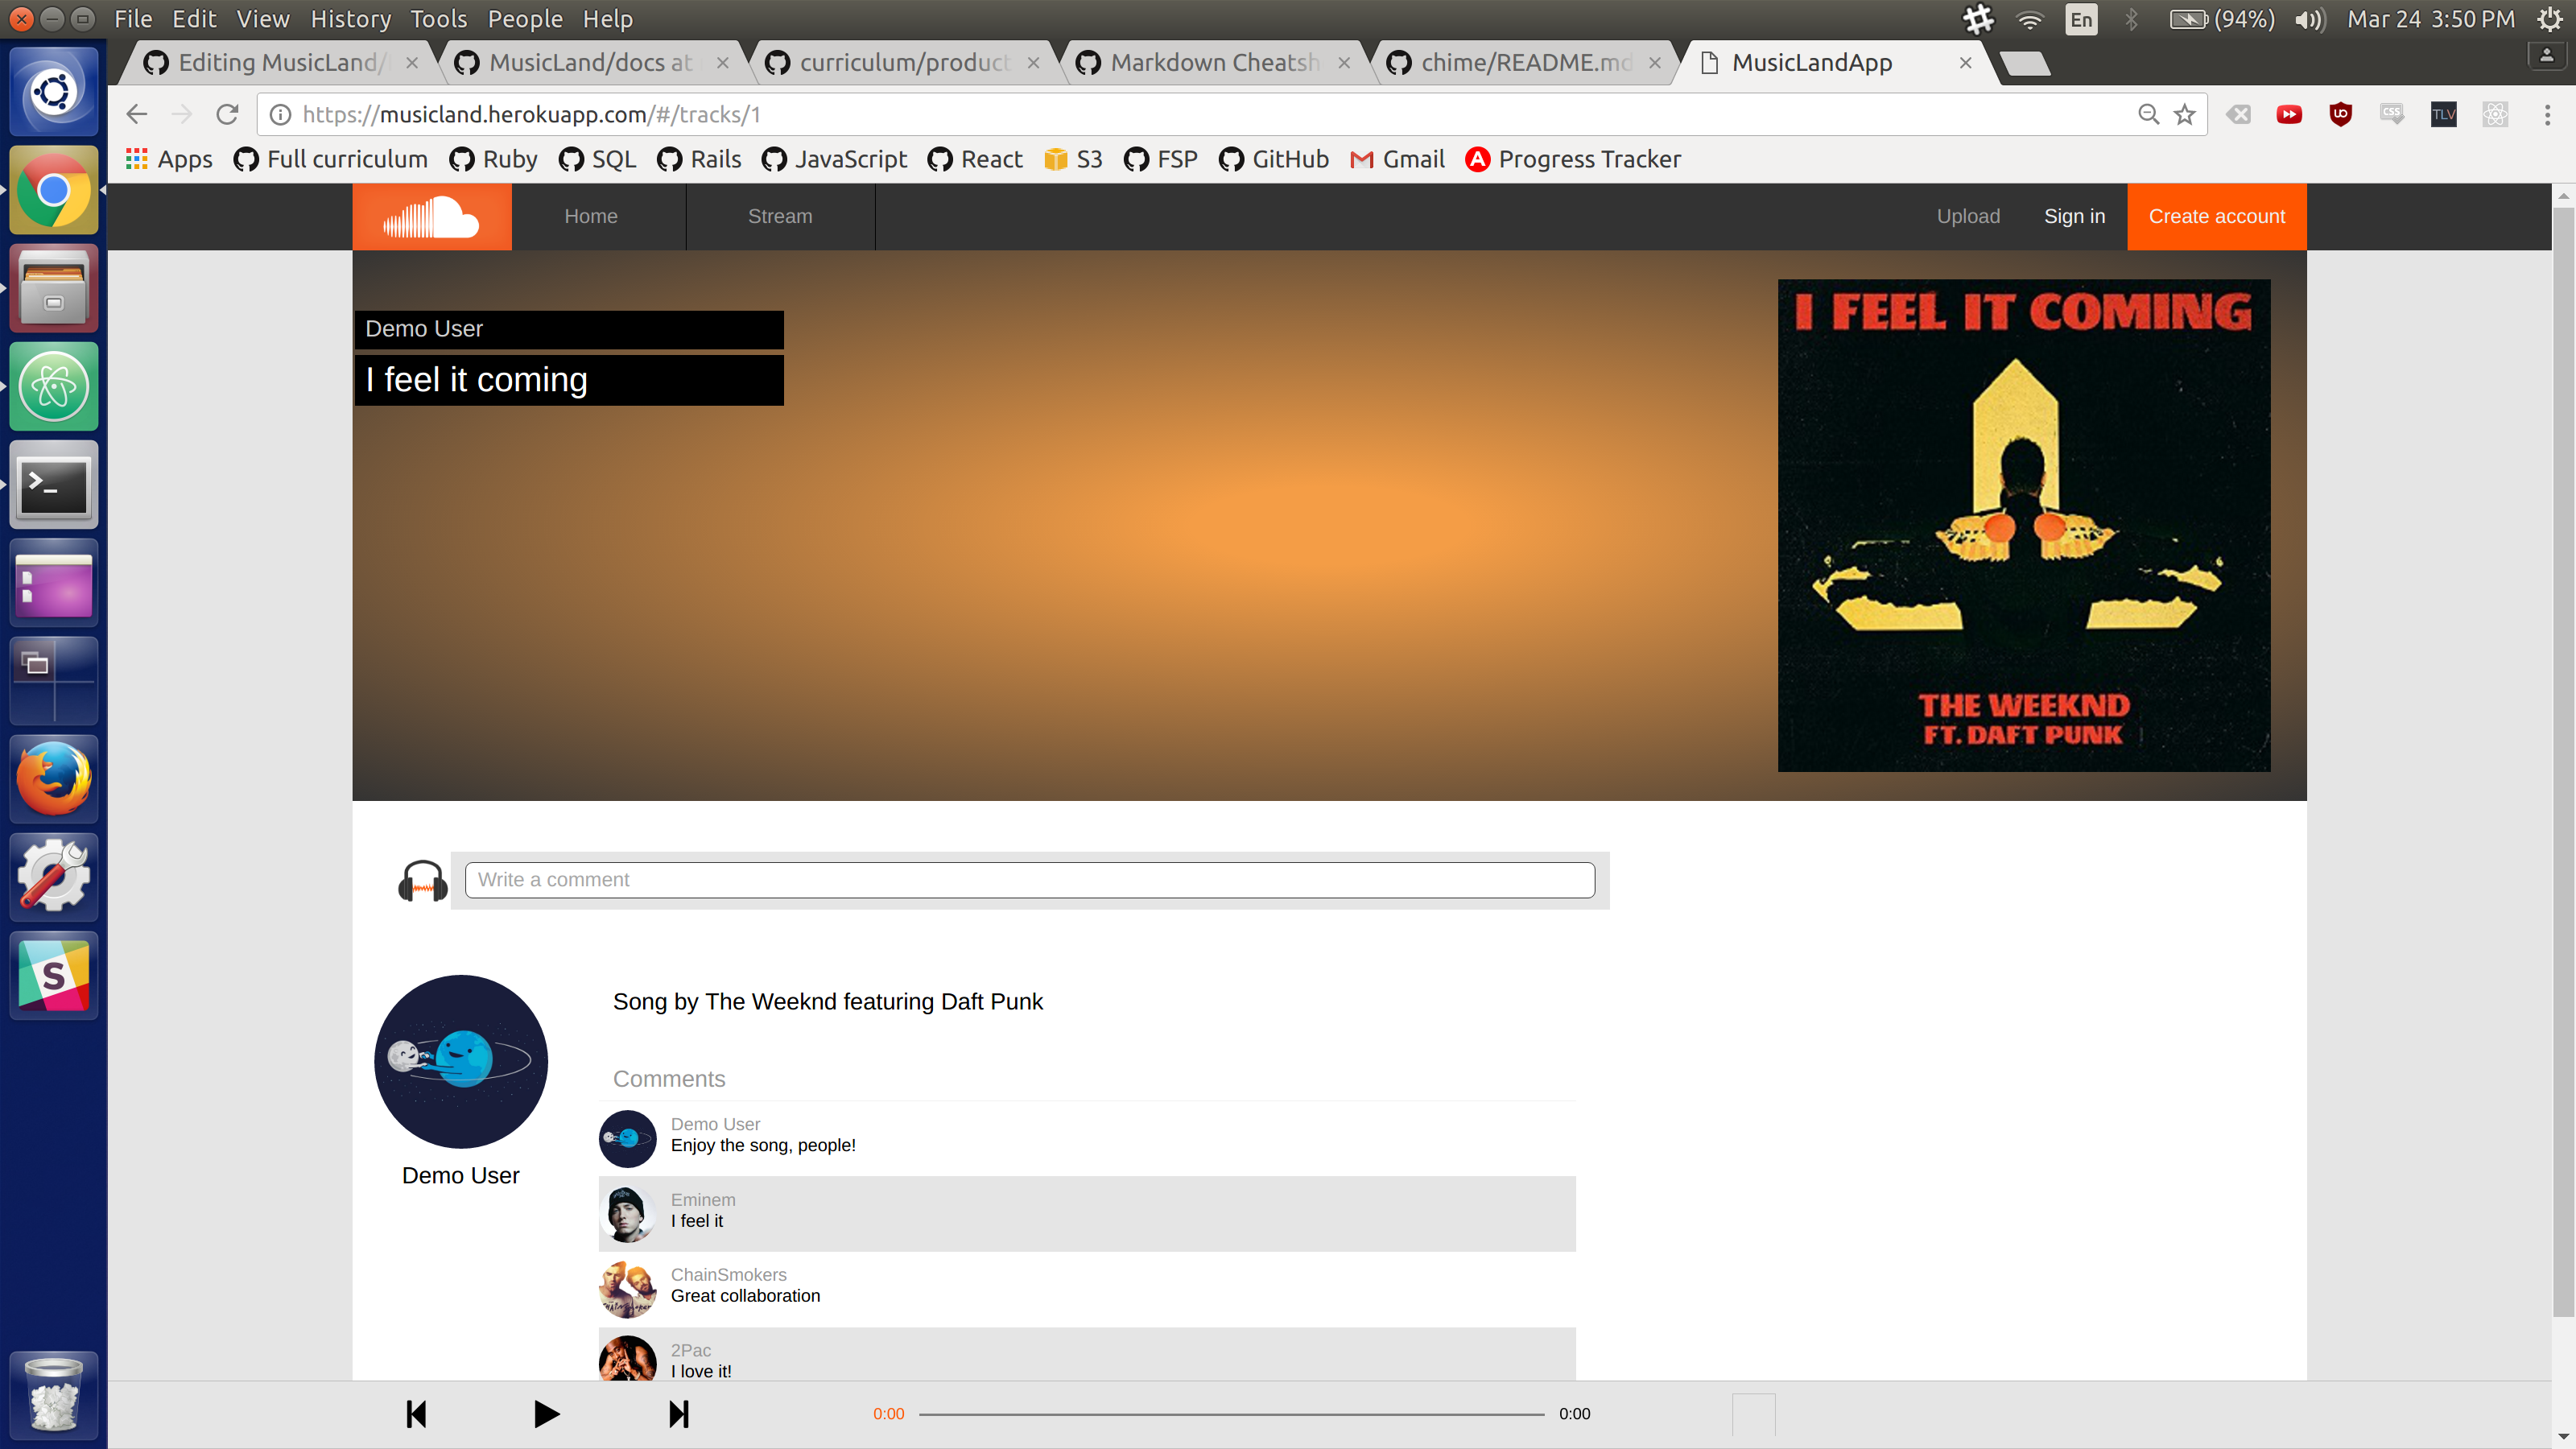 File Edit View History Tools People Help
En (94%) Mar 24 3:50 PM
Editing MusicLand/ MusicLand/docs at curriculum/product Markdown Cheatsh chime/README.md MusicLandApp
https://musicland.herokuapp.com/#/tracks/1
Apps Full curriculum Ruby SQL Rails JavaScript React S3 FSP GitHub Gmail Progress Tracker
Home Stream Upload Sign in Create account
Demo User
I feel it coming
I FEEL IT COMING
THE WEEKND
FT. DAFT PUNK
Write a comment
Song by The Weeknd featuring Daft Punk
Demo User
Comments
Demo User
Enjoy the song, people!
Eminem
I feel it
ChainSmokers
Great collaboration
2Pac
I love it!
0:00 0:00